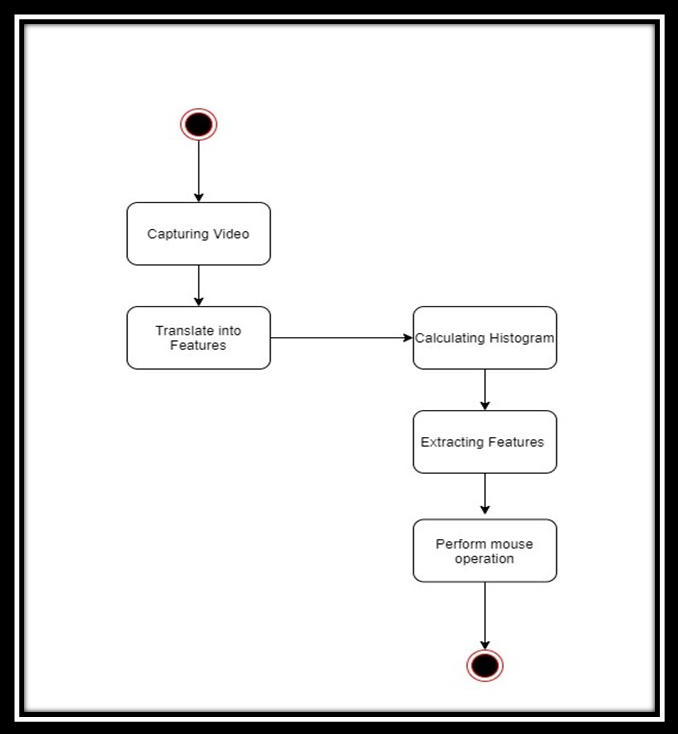 Capturing Video
Translate into
Features
Calculating Histogram
Extracting Features
Perform mouse
operation